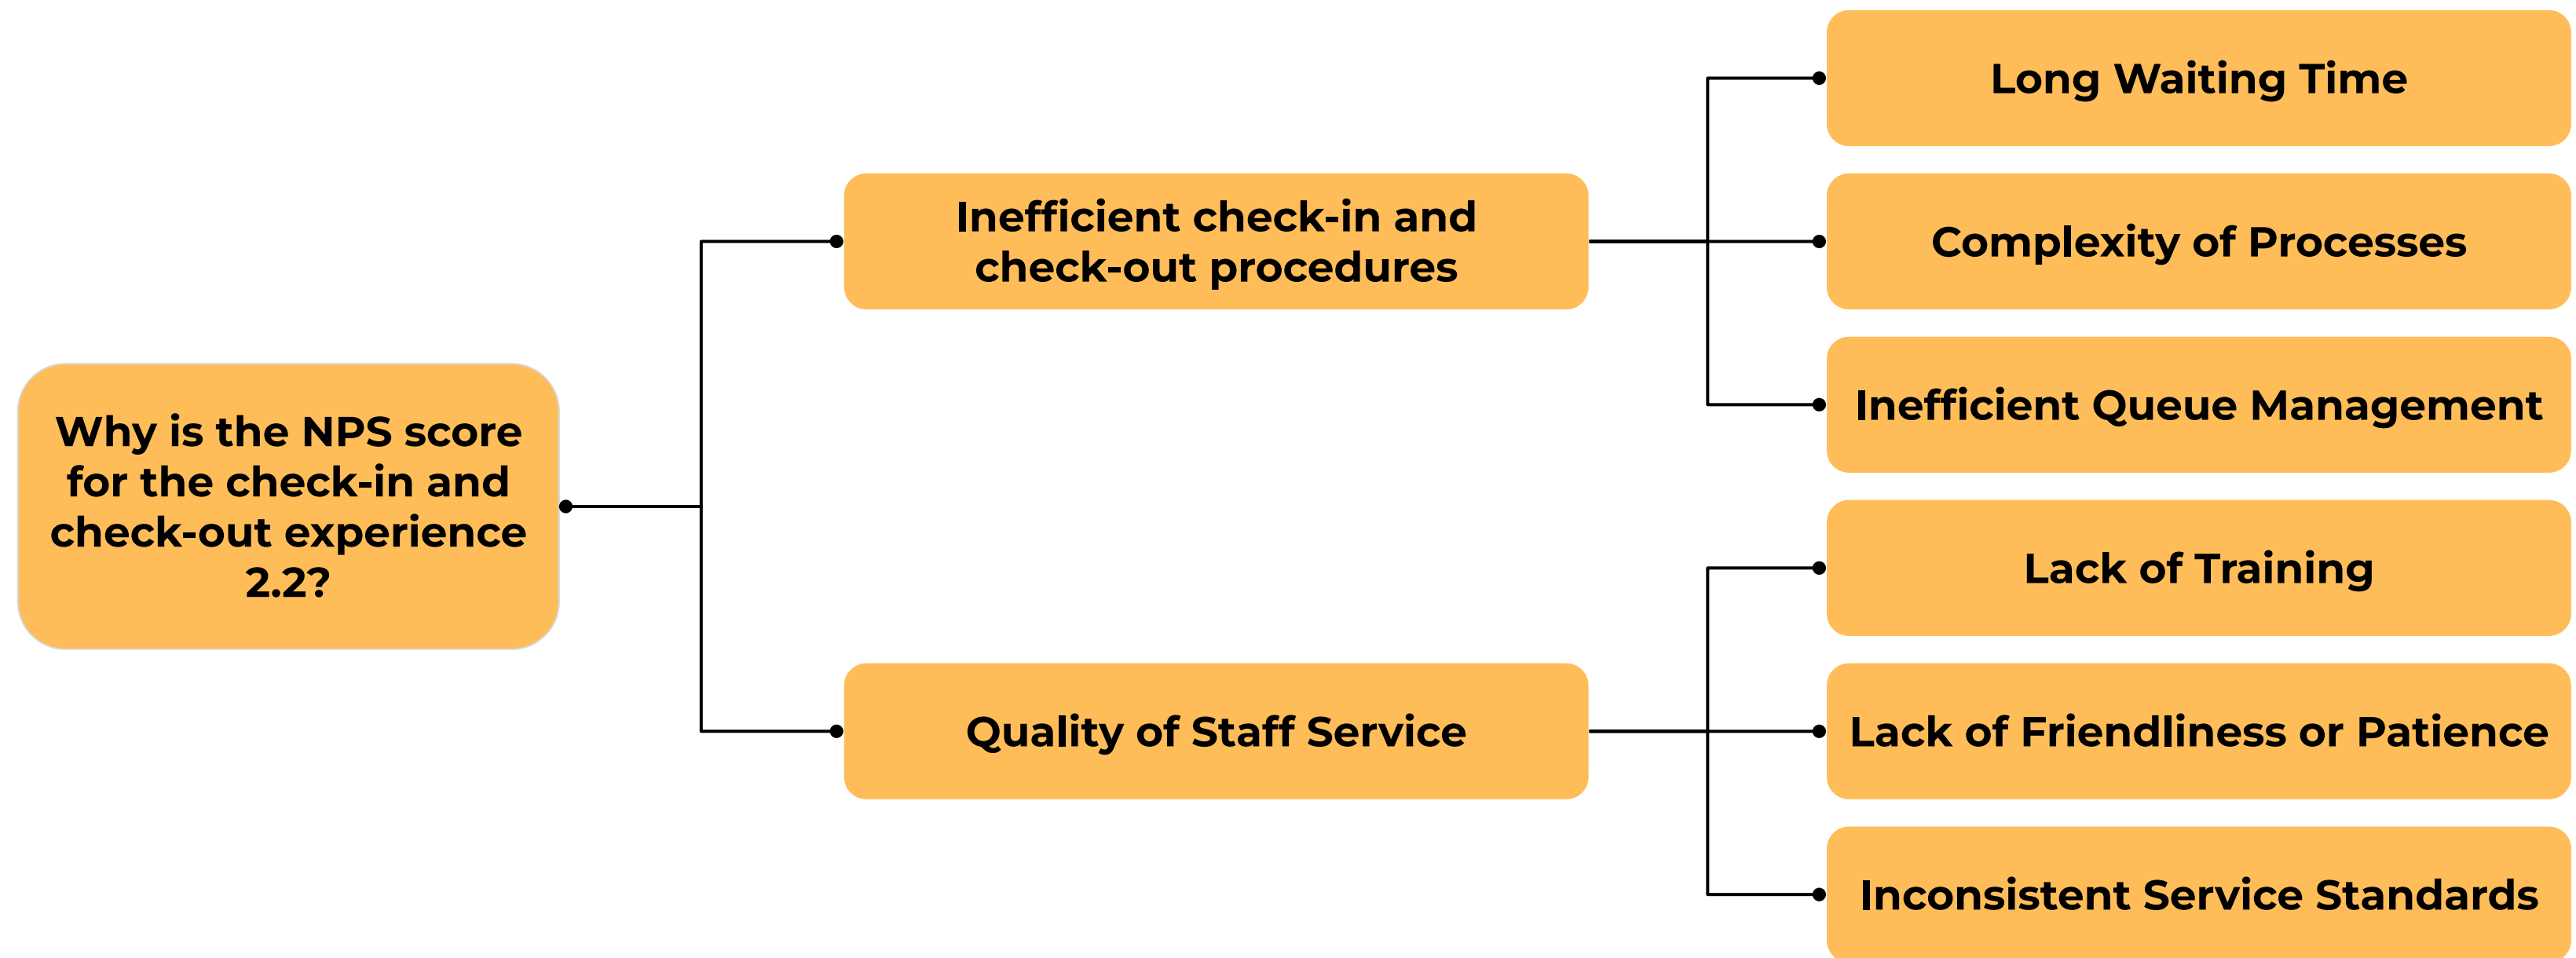 Why is the NPS score
for the check-in and
check-out experience
2.2?
Inefficient check-in and
check-out procedures
Long Waiting Time
Complexity of Processes
Inefficient Queue Management
Quality of Staff Service
Lack of Training
Lack of Friendliness or Patience
Inconsistent Service Standards